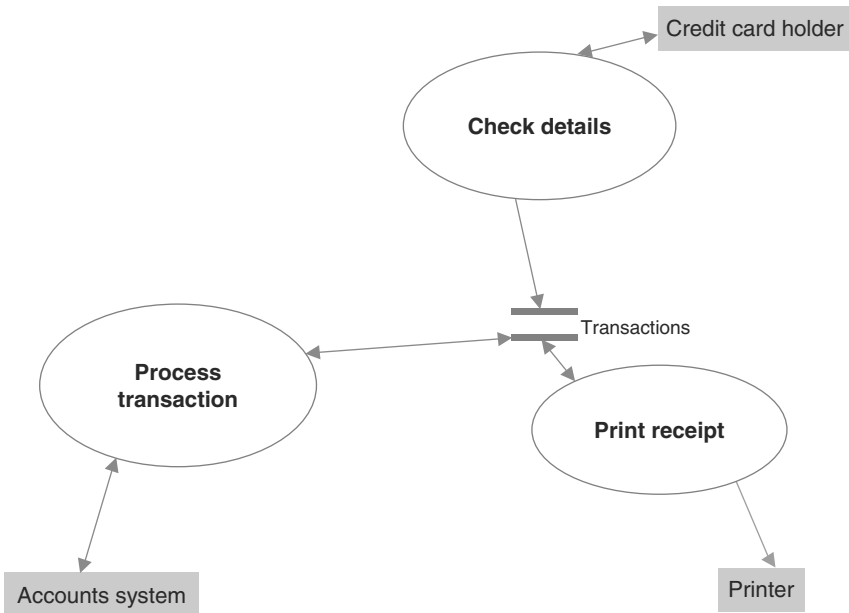 Credit card holder
Check details
Transactions
Process
transaction
Print receipt
Accounts system
Printer